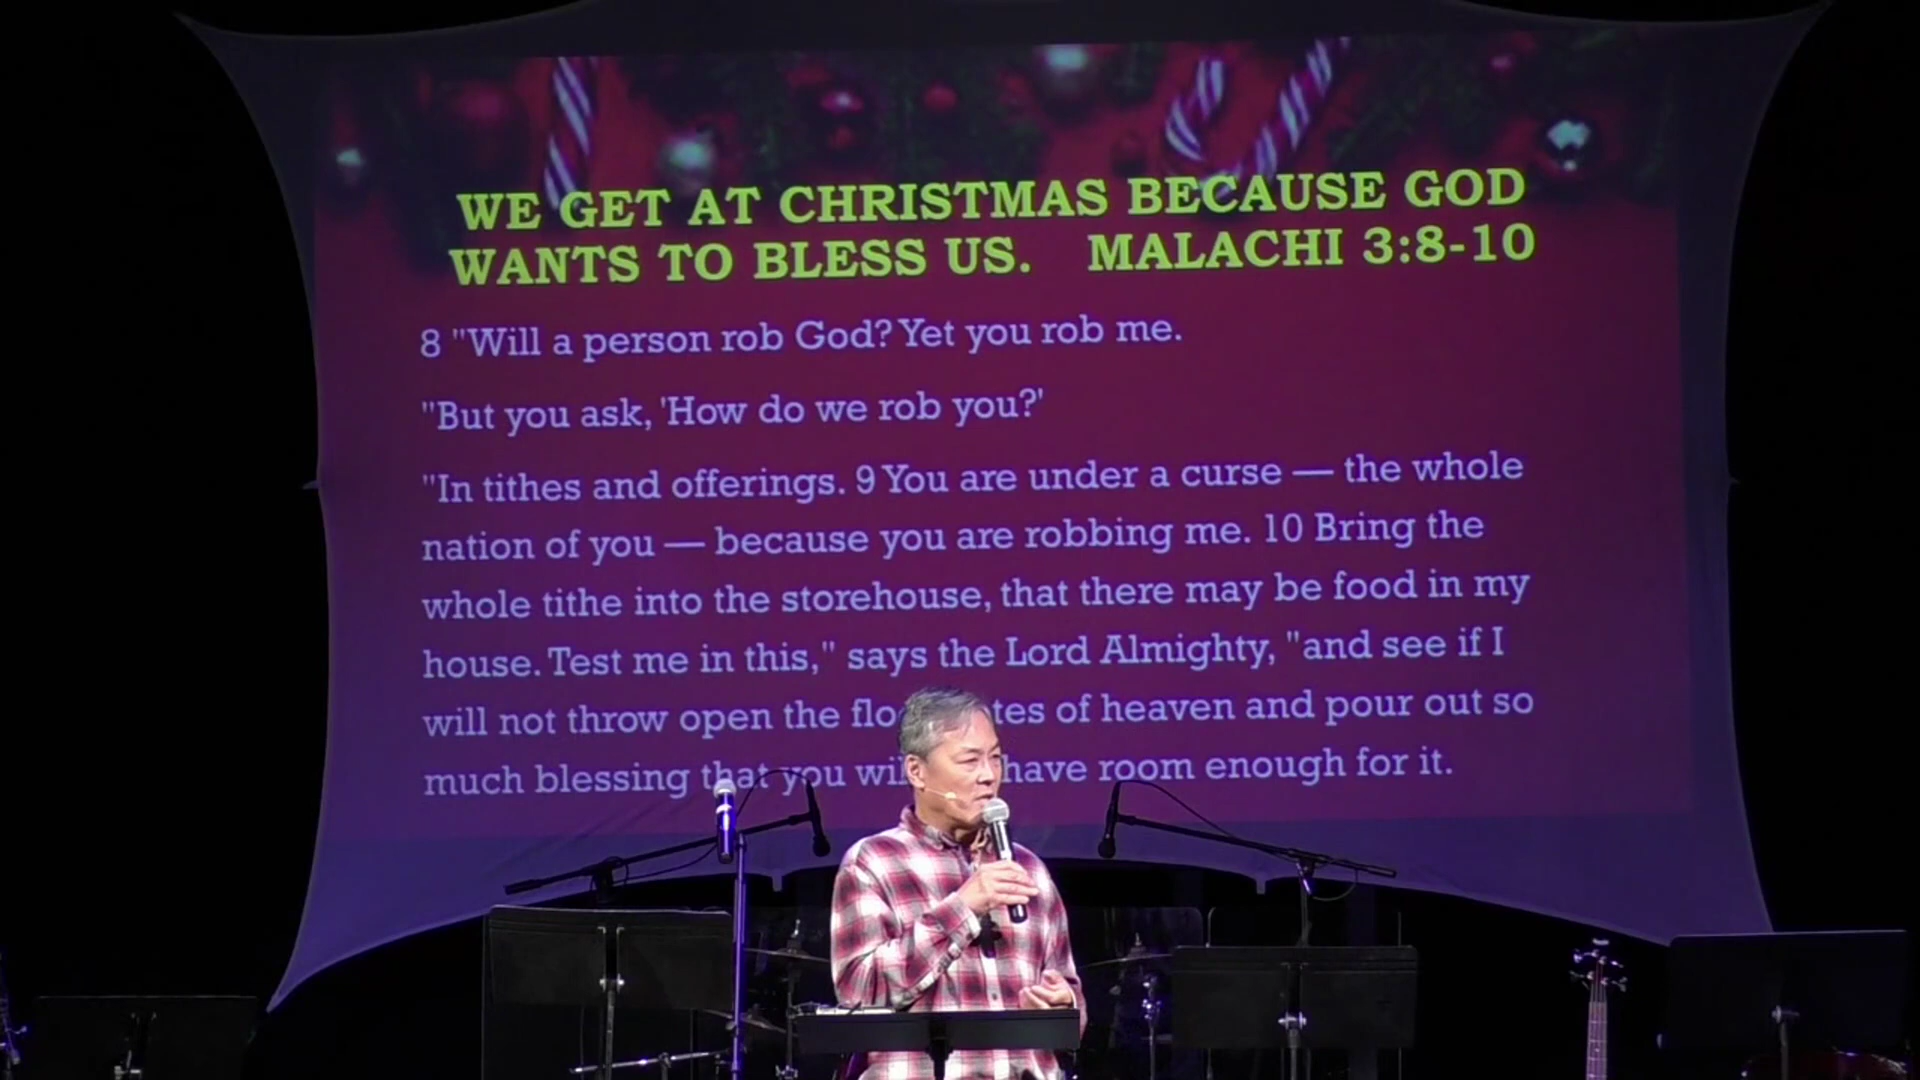 WE GET AT CHRISTMAS BECAUSE GOD
WANTS TO BLESS US. MALACHI 3:8-10
8 "Will a person rob God? Yet you rob me.
"But you ask, 'How do we rob you?'
"In tithes and offerings. 9 You are under a curse — the whole
nation of you — because you are robbing me. 10 Bring the
whole tithe into the storehouse, that there may be food in my
house. Test me in this," says the Lord Almighty, "and see if I
will not throw open the of heaven and pour out so
much blessing that you have room enough for it.